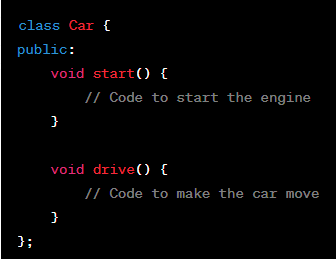 class Car {
public:
    void start() {
        // Code to start the engine
    }

    void drive() {
        // Code to make the car move
    }
};